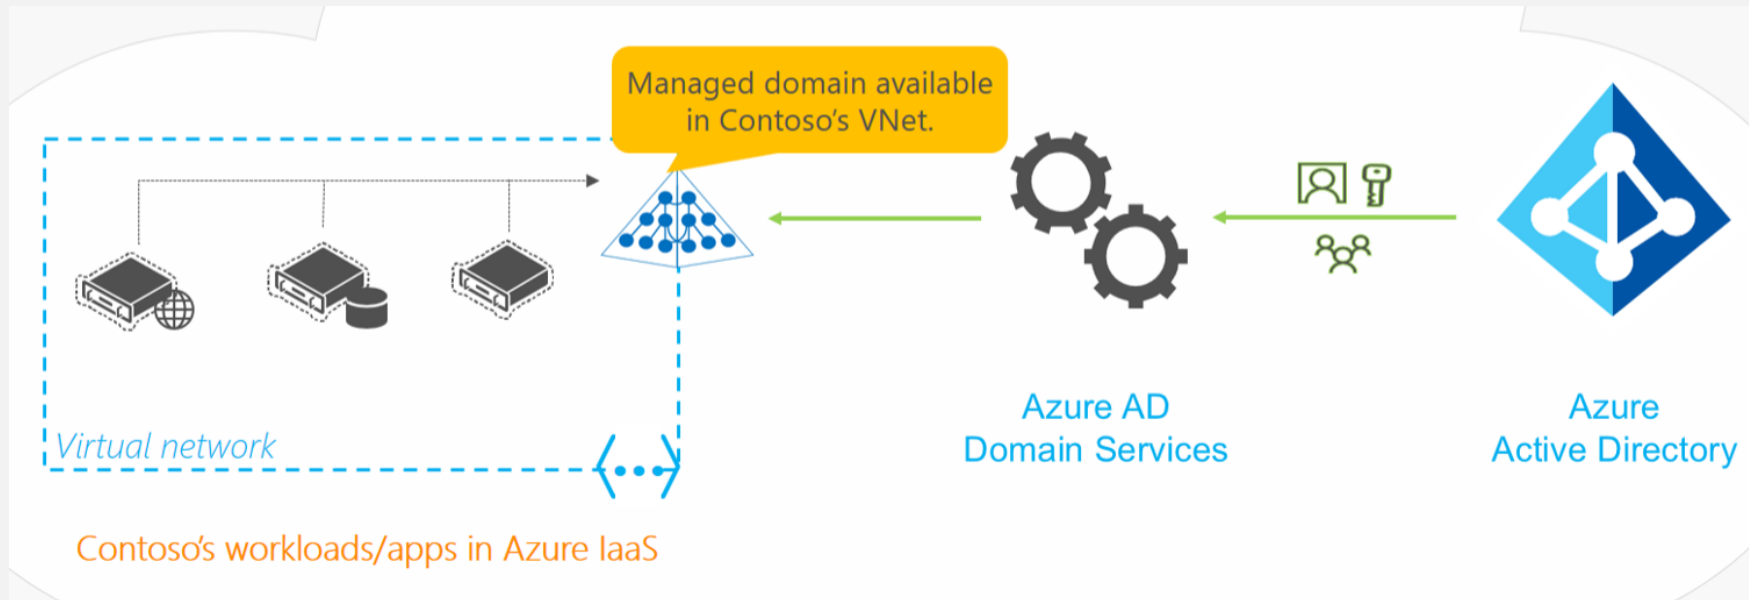 Managed domain available
in Contoso's VNet.
Virtual network
Azure AD
Domain Services
Azure
Active Directory
Contoso's workloads/apps in Azure IaaS